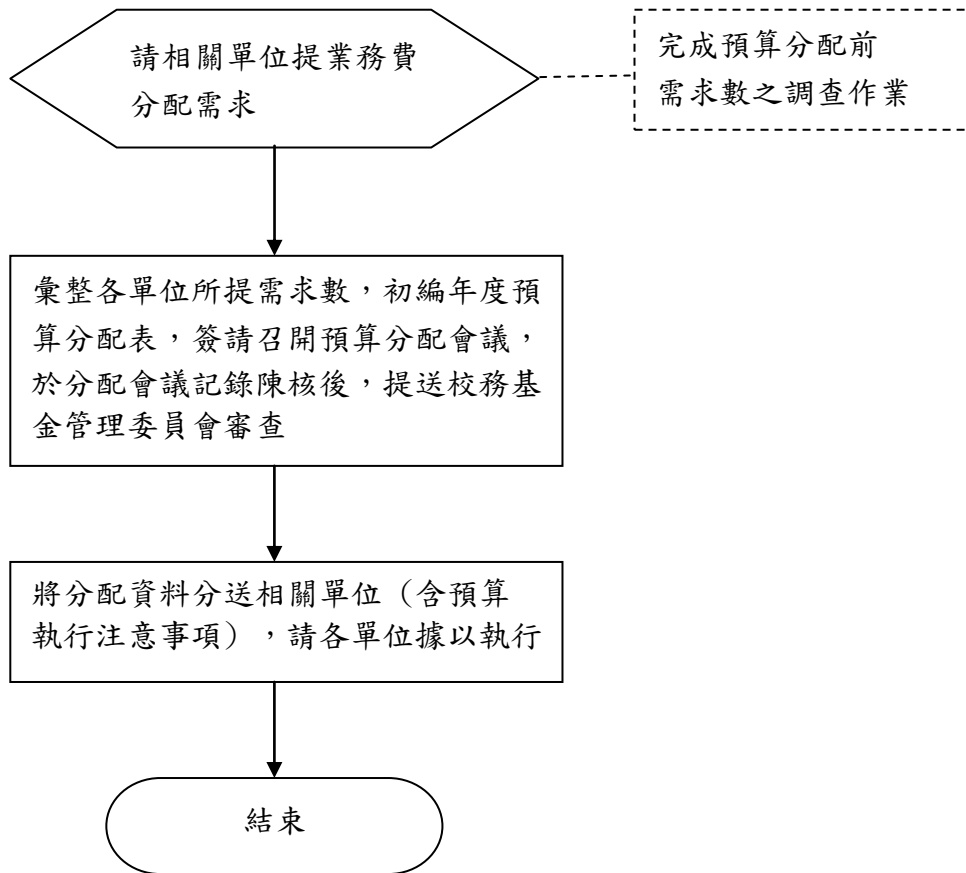 請相關單位提業務費
分配需求
完成預算分配前
需求數之調查作業
彙整各單位所提需求數，初編年度預
算分配表，簽請召開預算分配會議，
於分配會議記錄陳核後，提送校務基
金管理委員會審查
將分配資料分送相關單位（含預算
執行注意事項），請各單位據以執行
結束